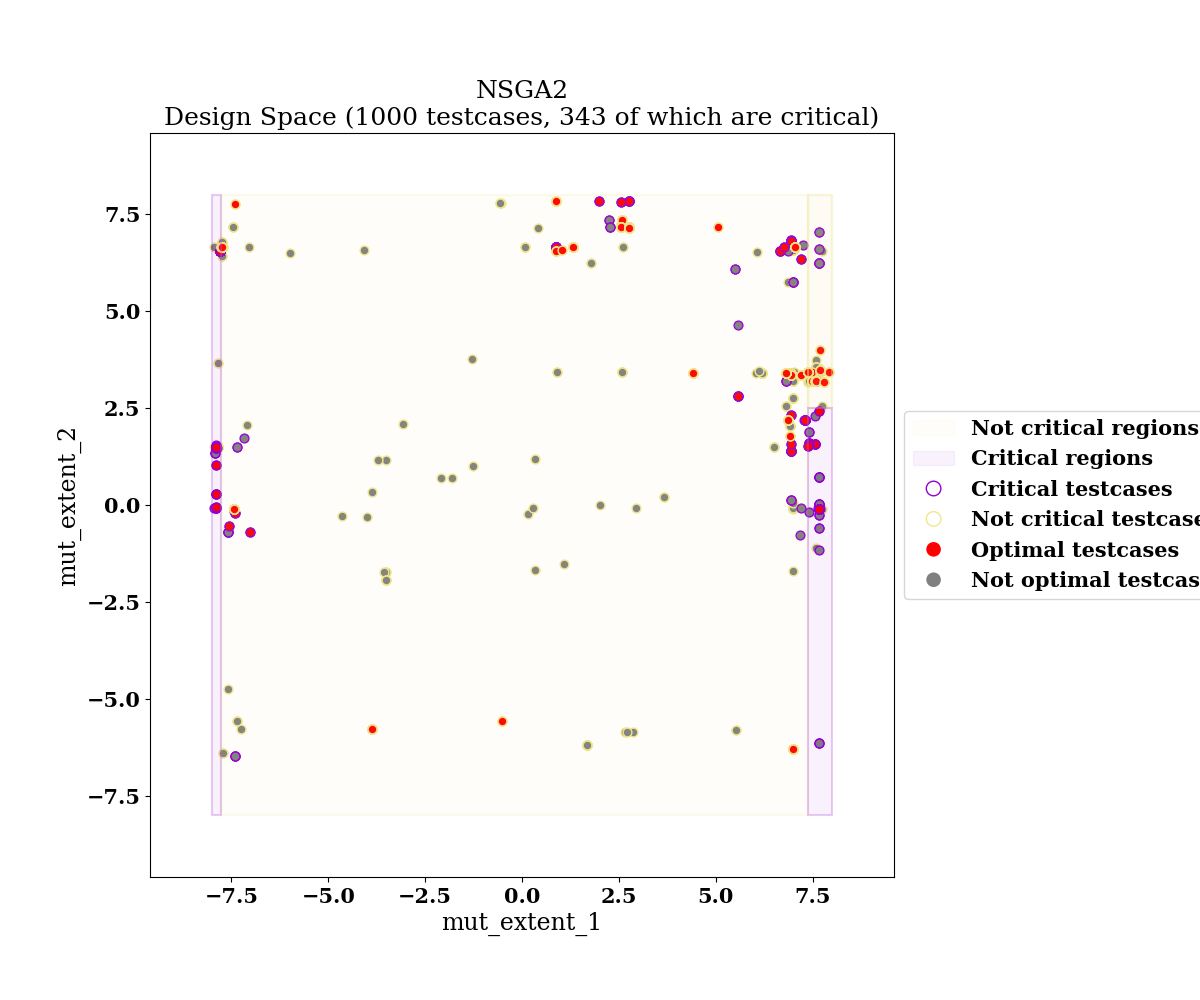 NSGA2
Design Space (1000 testcases, 343 of which are critical)
mut_extent_2
7.5
5.0
2.5
0.0
−2.5
−5.0
−7.5
−7.5
−5.0
−2.5
0.0
2.5
5.0
7.5
mut_extent_1
Not critical regions
Critical regions
Critical testcases
Not critical testcase
Optimal testcases
Not optimal testcas